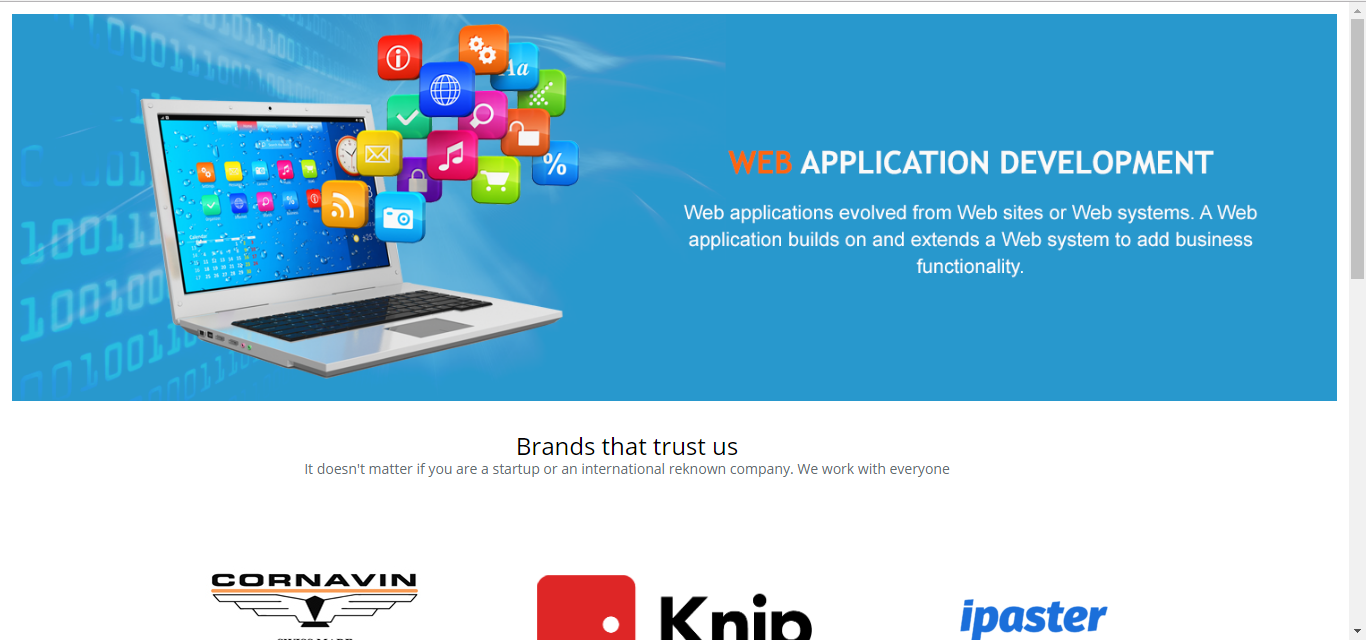 Aa
%
WEB APPLICATION DEVELOPMENT
Web applications evolved from Web sites or Web systems. A Web
application builds on and extends a Web system to add business
functionality.
Brands that trust us
It doesn't matter if you are a startup or an international reknown company. We work with everyone
CORNAVIN
Knip
ipaster